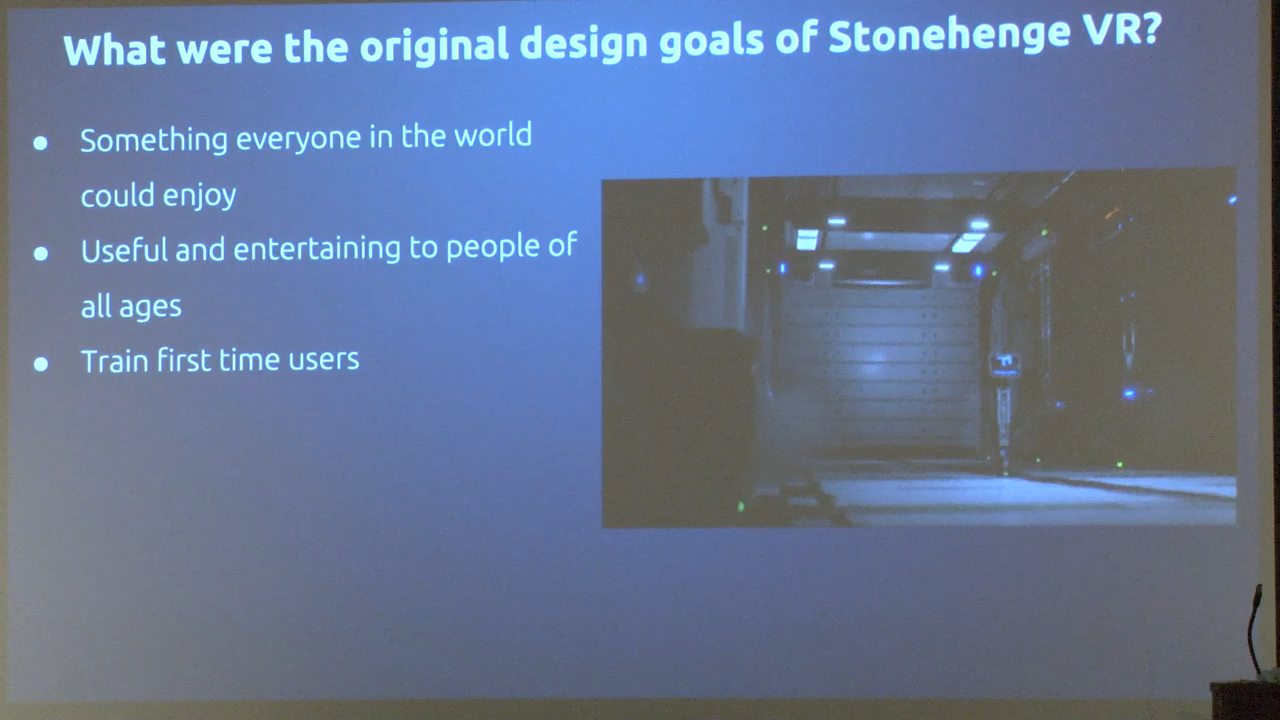 What were the original design goals of Stonehenge VR?
● Something everyone in the world
could enjoy
● Useful and entertaining to people of
all ages
● Train first time users